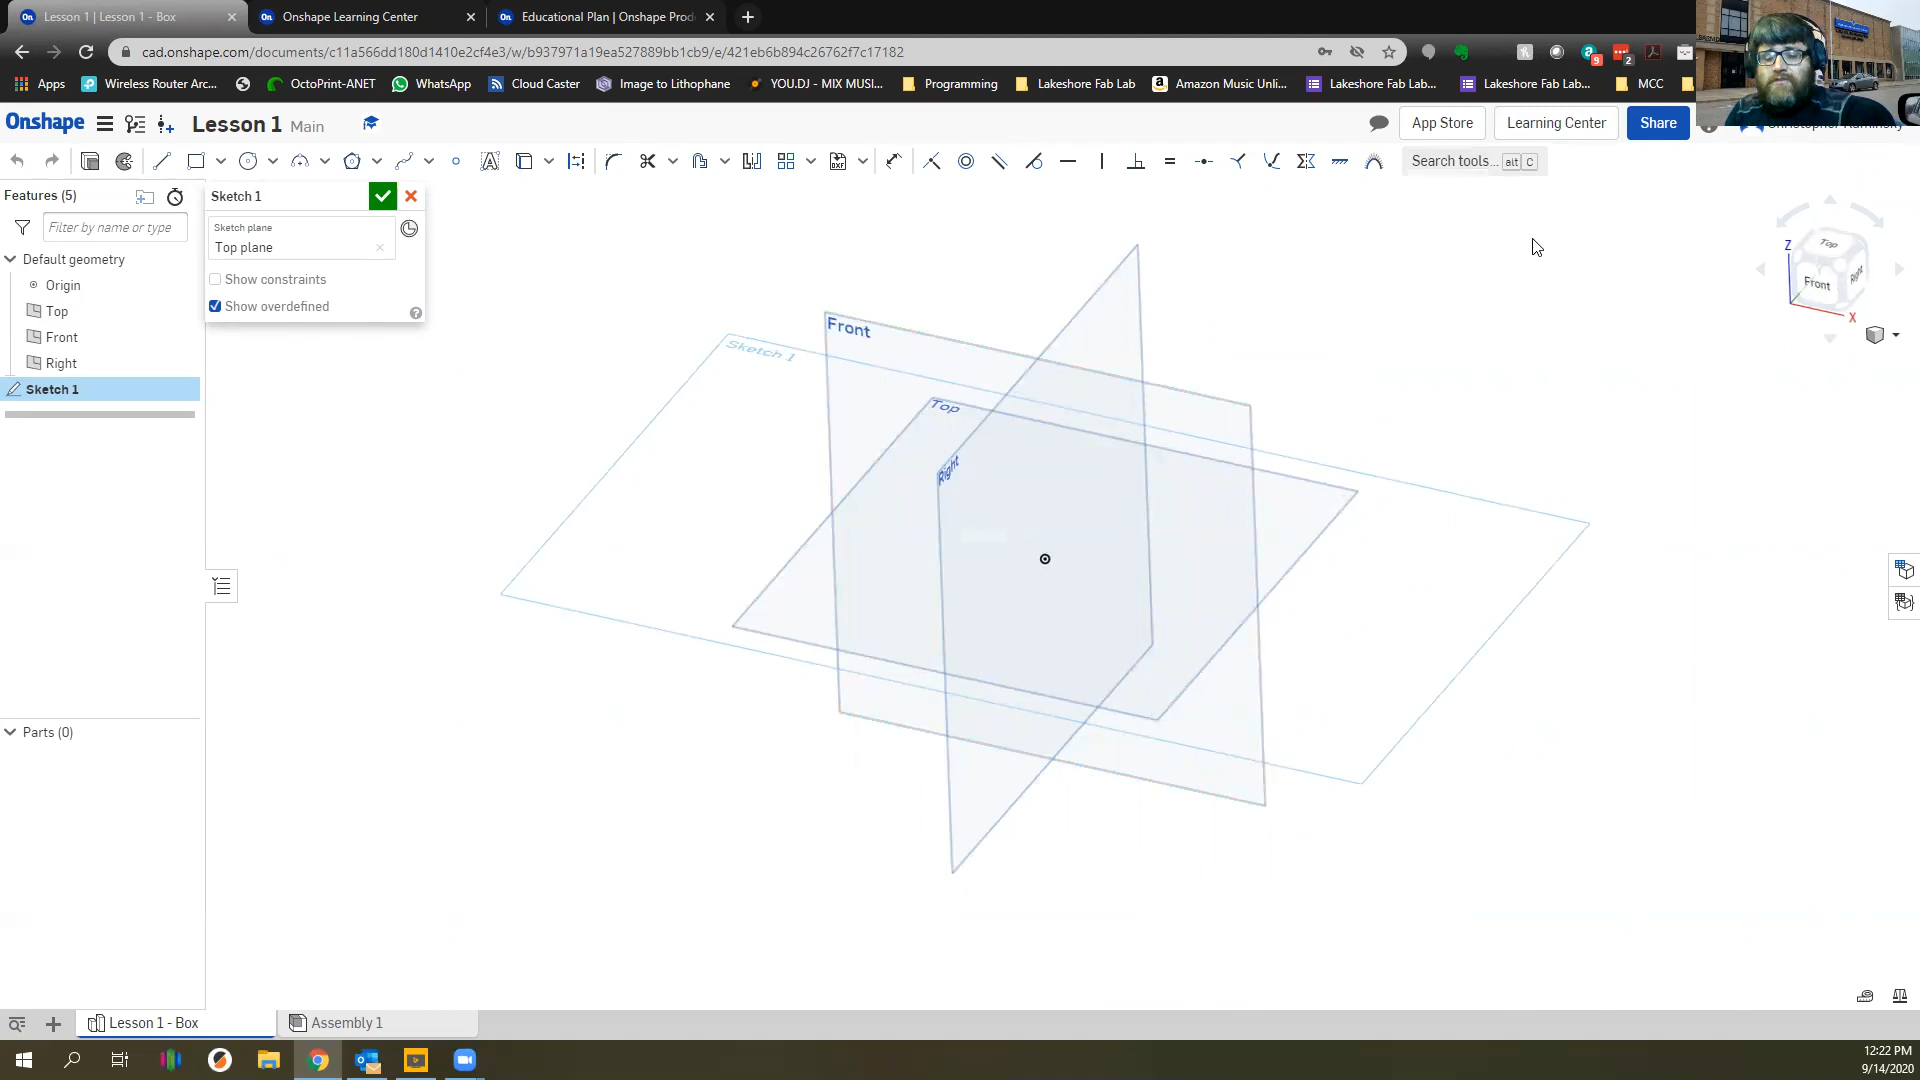 Lesson 1 | Lesson 1 - Box
Onshape Learning Center
Educational Plan | Onshape Prod
cad.onshape.com/documents/c11a566dd180d1410e2cf4e3/w/b937971a19ea527889bb1cb9/e/421eb6b894c26762f7c17182
9
2
Apps
Wireless Router Arc...
OctoPrint-ANET
WhatsApp
Cloud Caster
Image to Lithophane
YOU.DJ - MIX MUSI...
Programming
Lakeshore Fab Lab
Amazon Music Unli...
Lakeshore Fab Lab...
Lakeshore Fab Lab...
MCC
Onshape
Lesson 1 Main
App Store
Learning Center
Share
Search tools... alt C
Features (5)
Filter by name or type
Default geometry
Origin
Top
Front
Right
Sketch 1
Parts (0)
Sketch 1
Sketch plane
Top plane
Show constraints
Show overdefined
Front
Sketch 1
Top
Right
Z
Top
Front
Right
X
Lesson 1 - Box
Assembly 1
12:22 PM
9/14/2020